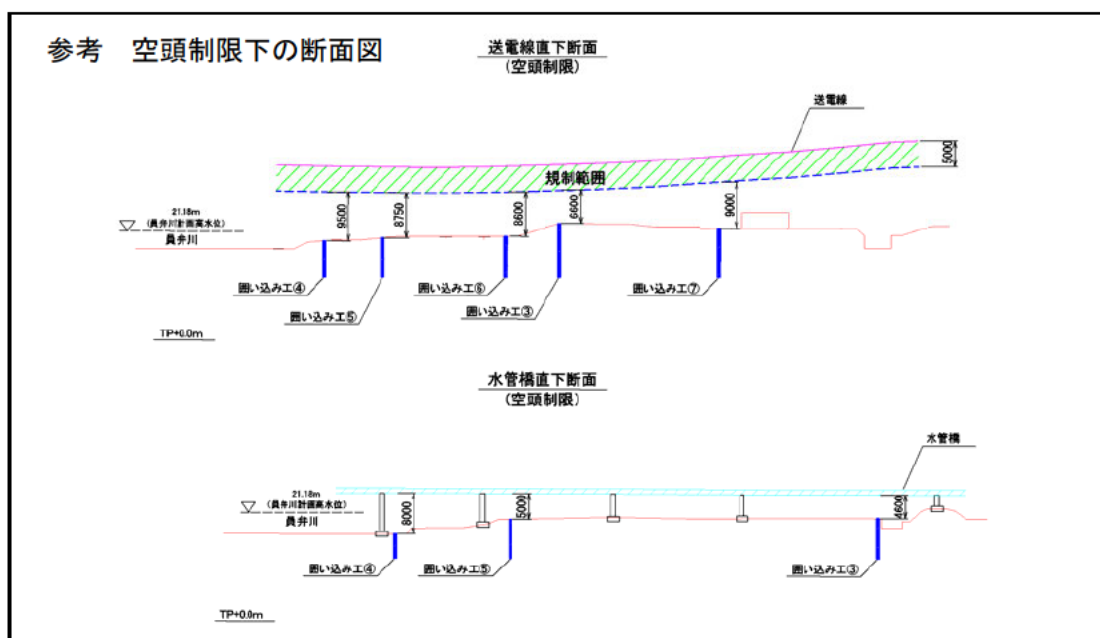 参考 空頭制限下の断面図
送電線直下断面
(空頭制限)
送電線
5000
規制範囲
9500
8750
8600
6600
9000
21.18m
(員弁川計画高水位)
員弁川
囲い込み工④
囲い込み工⑤
囲い込み工⑥
囲い込み工③
囲い込み工⑦
TP+0.0m
水管橋直下断面
(空頭制限)
水管橋
21.18m
(員弁川計画高水位)
員弁川
8000
5000
4600
囲い込み工④
囲い込み工⑤
囲い込み工③
TP+0.0m